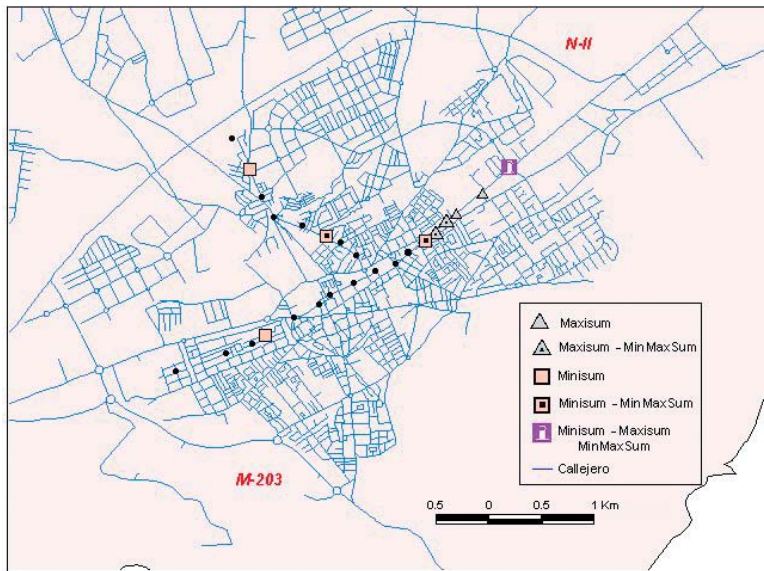 N-II
Maxisum
Maxisum - MinMaxSum
Minisum
Minisum - MinMaxSum
Minisum - Maxisum
MinMaxSum
Callejero
M-203
0.5 0 0.5 1 Km